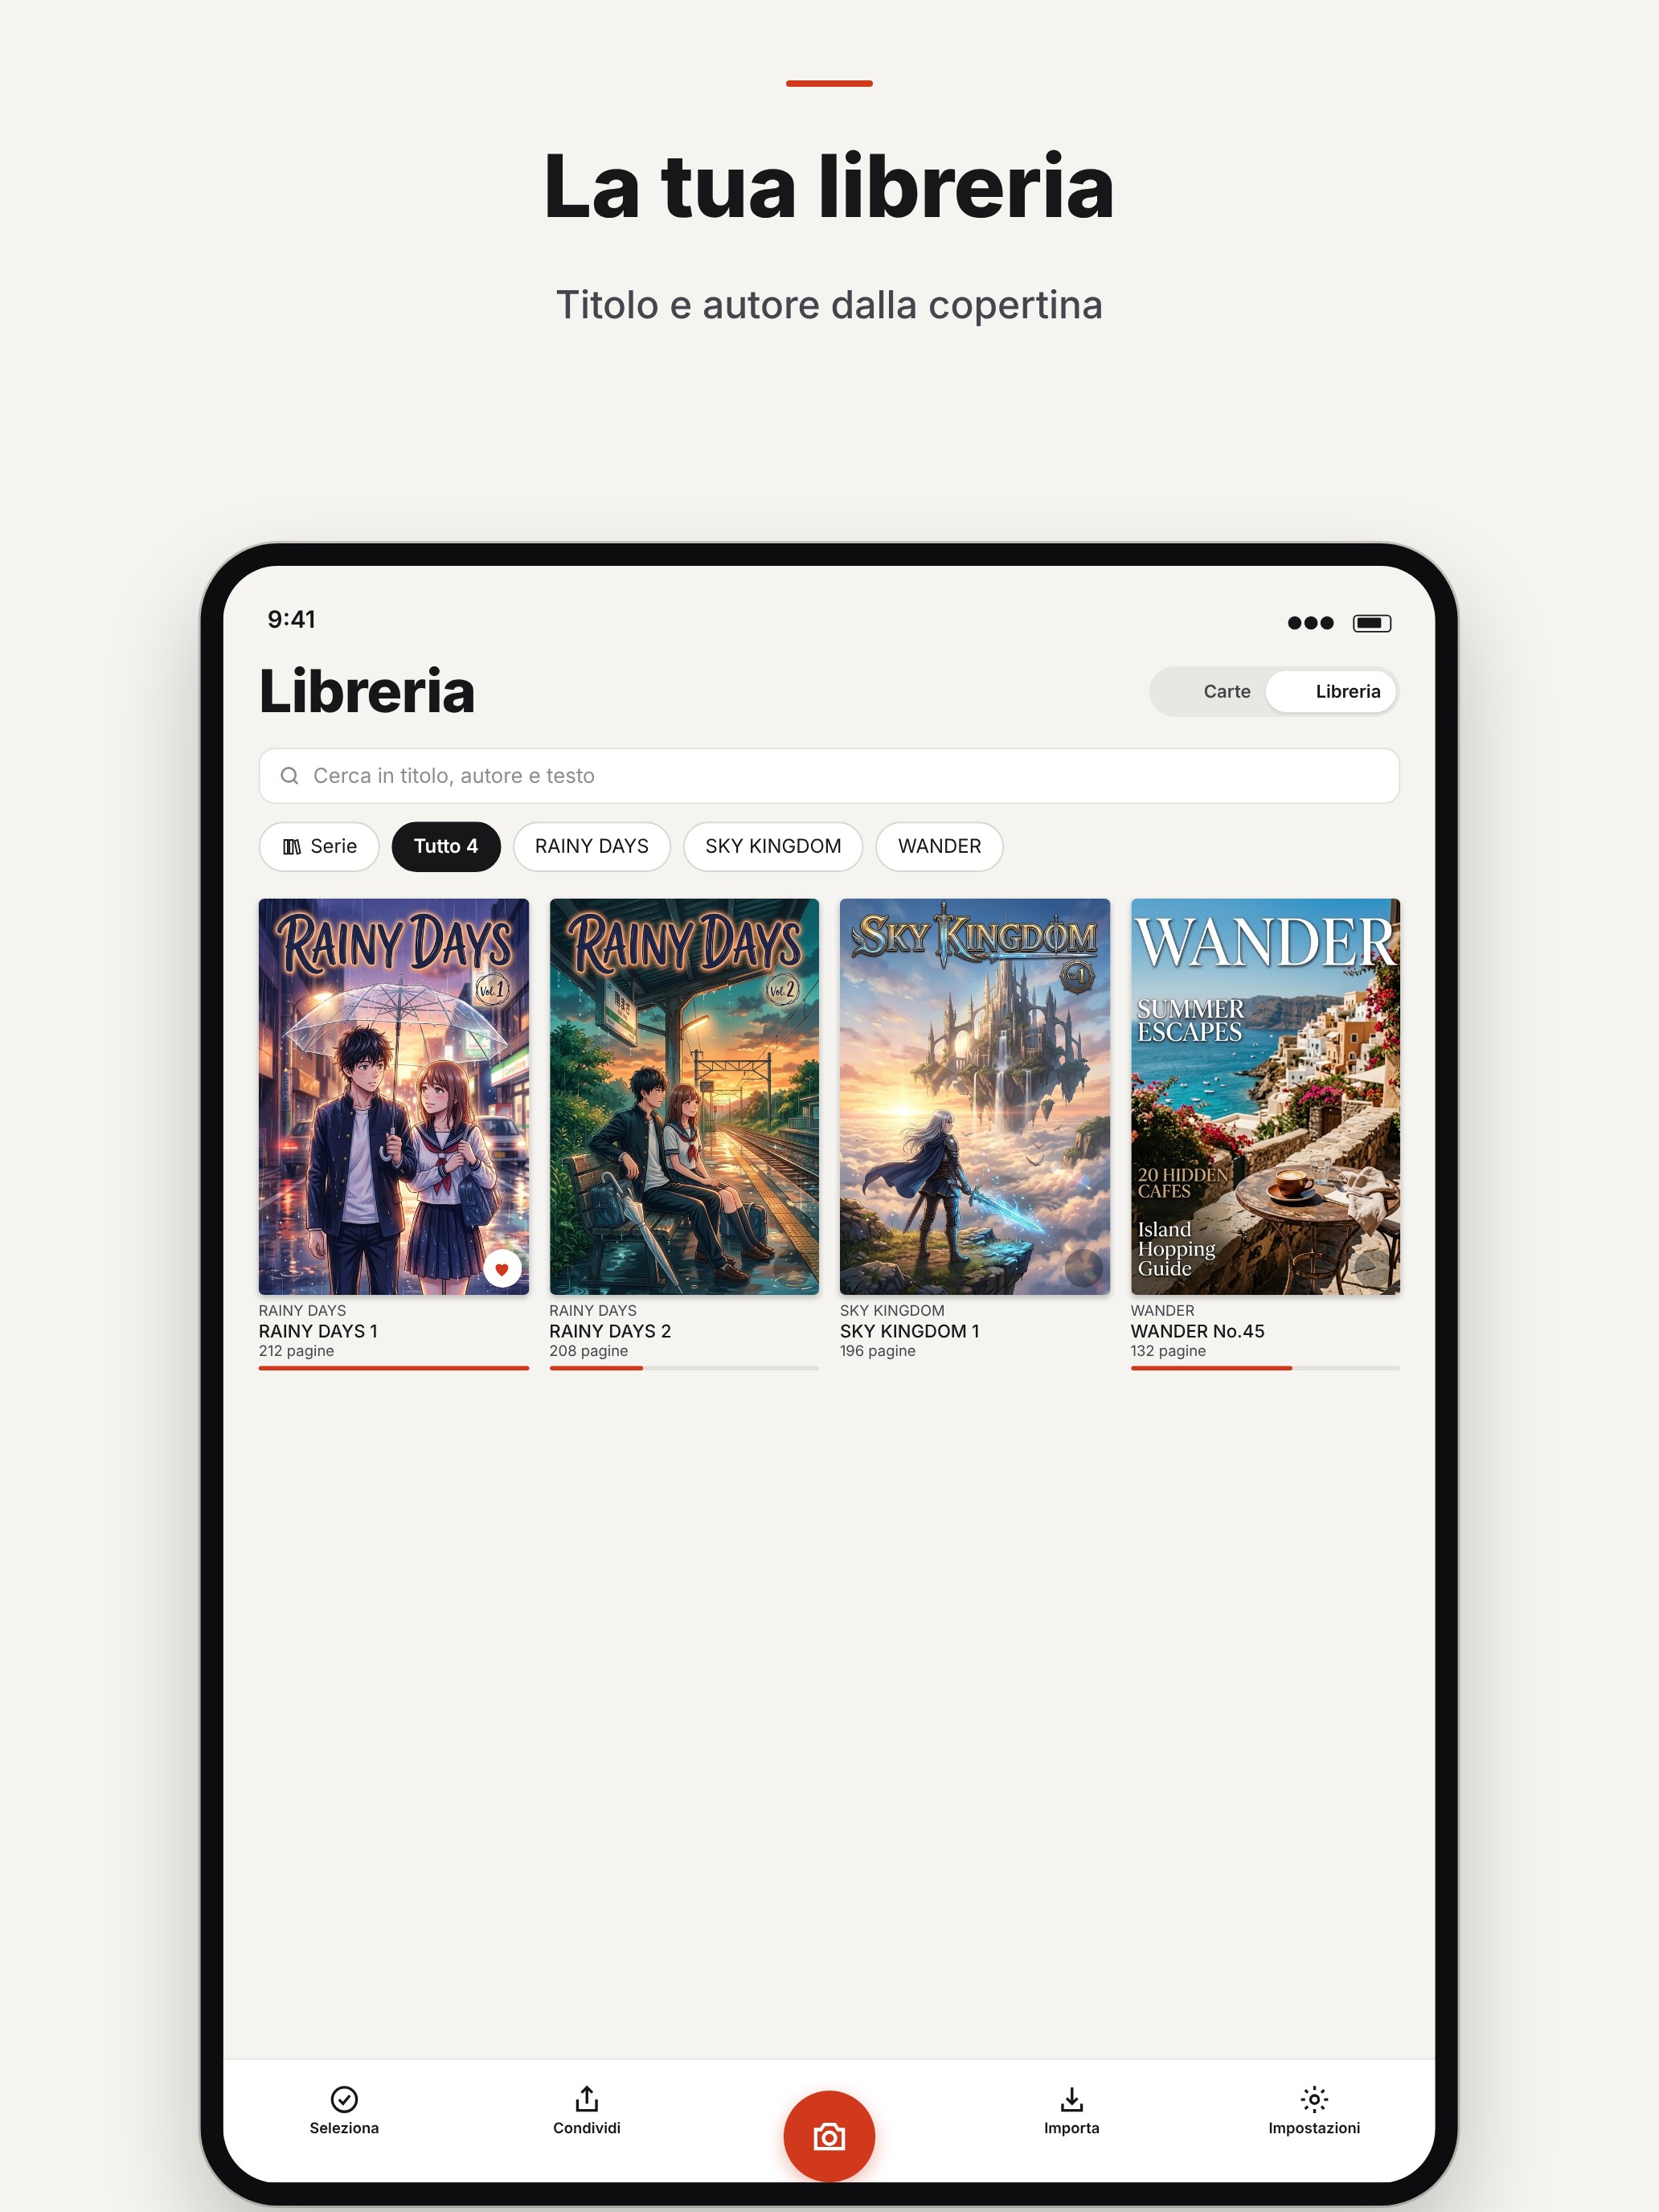 La tua libreria
Titolo e autore dalla copertina
9:41
Libreria
Carte
Libreria
Cerca in titolo, autore e testo
Serie
Tutto 4
RAINY DAYS
SKY KINGDOM
WANDER
RAINY DAYS
Vol.1
RAINY DAYS
Vol.2
SKY KINGDOM
Vol.1
WANDER
SUMMER
ESCAPES
20 HIDDEN
CAFES
Island
Hopping
Guide
RAINY DAYS
RAINY DAYS 1
212 pagine
RAINY DAYS
RAINY DAYS 2
208 pagine
SKY KINGDOM
SKY KINGDOM 1
196 pagine
WANDER
WANDER No.45
132 pagine
Seleziona
Condividi
Importa
Impostazioni